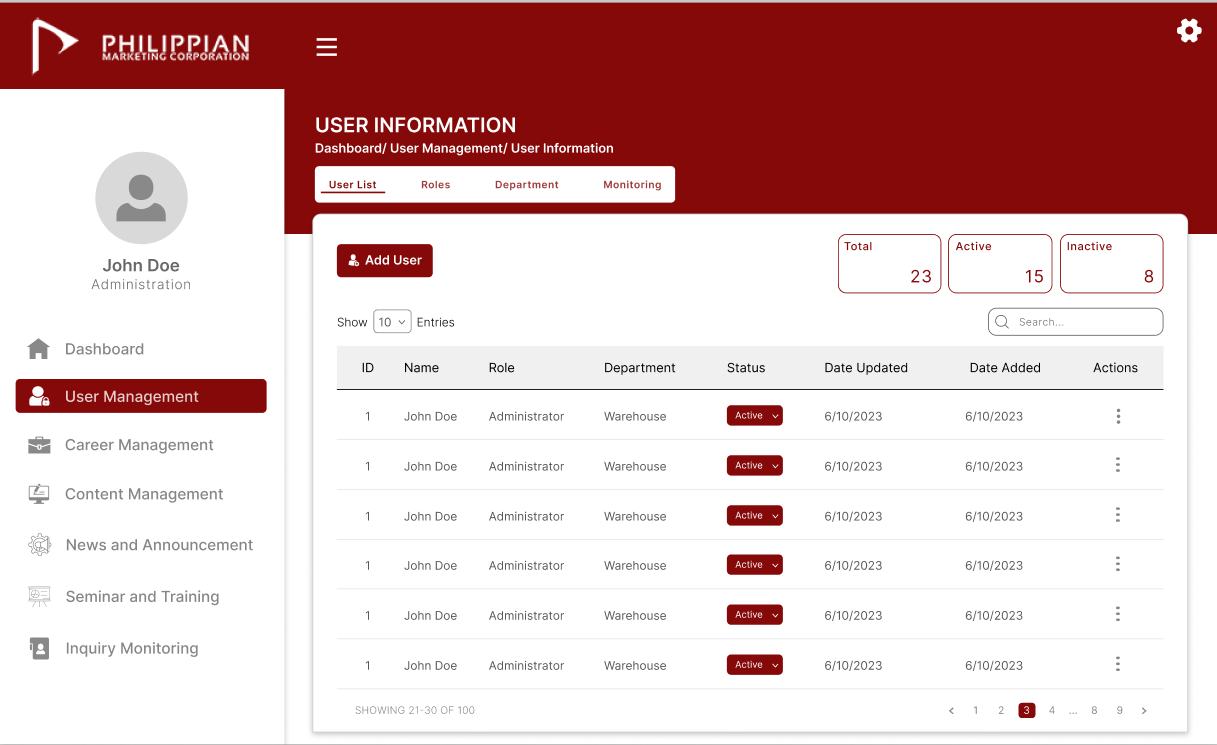 PHILIPPIAN
MARKETING CORPORATION
John Doe
Administration
Dashboard
User Management
Career Management
Content Management
News and Announcement
Seminar and Training
Inquiry Monitoring
USER INFORMATION
Dashboard/ User Management/ User Information
User List Roles Department Monitoring
Add User
Total Active Inactive
23 15 8
Show 10 Entries
Search...
ID Name Role Department Status Date Updated Date Added Actions
1 John Doe Administrator Warehouse Active 6/10/2023 6/10/2023
1 John Doe Administrator Warehouse Active 6/10/2023 6/10/2023
1 John Doe Administrator Warehouse Active 6/10/2023 6/10/2023
1 John Doe Administrator Warehouse Active 6/10/2023 6/10/2023
1 John Doe Administrator Warehouse Active 6/10/2023 6/10/2023
1 John Doe Administrator Warehouse Active 6/10/2023 6/10/2023
SHOWING 21-30 OF 100 < 1 2 3 4 ... 8 9 >